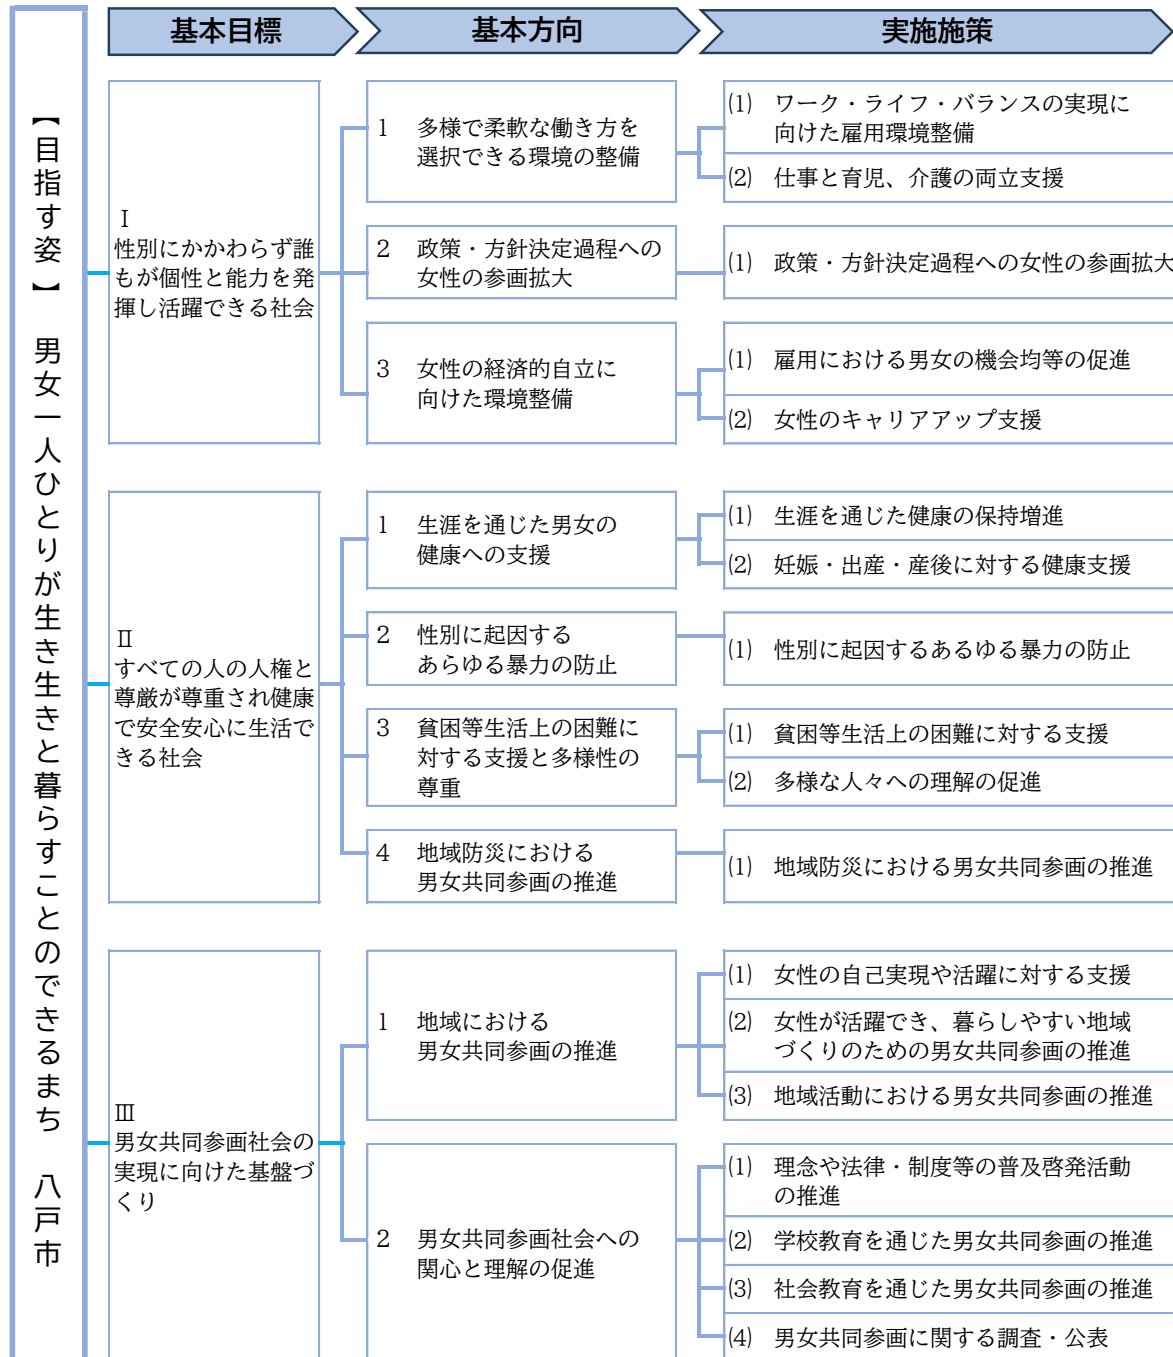 【目指す姿】 男女一人ひとりが生き生きと暮らすことのできるまち 八戸市
基本目標
基本方向
実施施策
Ⅰ
性別にかかわらず誰
もが個性と能力を発
揮し活躍できる社会
1 多様で柔軟な働き方を
選択できる環境の整備
(1) ワーク・ライフ・バランスの実現に
向けた雇用環境整備
(2) 仕事と育児、介護の両立支援
2 政策・方針決定過程への
女性の参画拡大
(1) 政策・方針決定過程への女性の参画拡大
3 女性の経済的自立に
向けた環境整備
(1) 雇用における男女の機会均等の促進
(2) 女性のキャリアアップ支援
Ⅱ
すべての人の人権と
尊厳が尊重され健康
で安全安心に生活で
きる社会
1 生涯を通じた男女の
健康への支援
(1) 生涯を通じた健康の保持増進
(2) 妊娠・出産・産後に対する健康支援
2 性別に起因する
あらゆる暴力の防止
(1) 性別に起因するあるゆる暴力の防止
3 貧困等生活上の困難に
対する支援と多様性の
尊重
(1) 貧困等生活上の困難に対する支援
(2) 多様な人々への理解の促進
4 地域防災における
男女共同参画の推進
(1) 地域防災における男女共同参画の推進
Ⅲ
男女共同参画社会の
実現に向けた基盤づ
くり
1 地域における
男女共同参画の推進
(1) 女性の自己実現や活躍に対する支援
(2) 女性が活躍でき、暮らしやすい地域
づくりのための男女共同参画の推進
(3) 地域活動における男女共同参画の推進
2 男女共同参画社会への
関心と理解の促進
(1) 理念や法律・制度等の普及啓発活動
の推進
(2) 学校教育を通じた男女共同参画の推進
(3) 社会教育を通じた男女共同参画の推進
(4) 男女共同参画に関する調査・公表